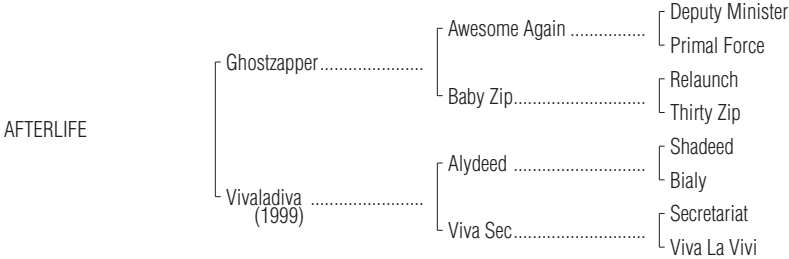 Deputy Minister
Awesome Again ................
Primal Force
Ghostzapper......................
Relaunch
Baby Zip............................
Thirty Zip
AFTERLIFE
Shadeed
Alydeed ............................
Bialy
Vivaladiva ........................
(1999)
Secretariat
Viva Sec............................
Viva La Vivi